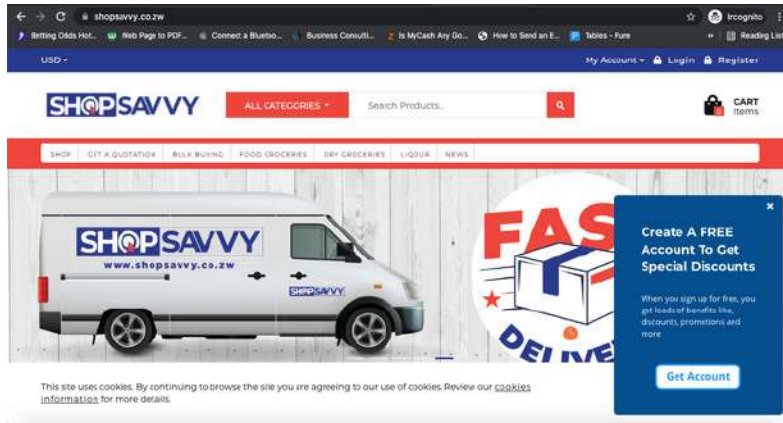 shopsavvy.co.zw
Incognito
Betting Odds Hot... Web Page to PDF... Connect a Bluetoo... Business Consulti... Is MyCash Any Go... How to Send an E... Tables - Fure » Reading List
USD
My Account Login Register
SHOPSAVVY
ALL CATEGORIES
Search Products..
CART
Items
SHOP GET A QUOTATION BULK BUYING FOOD GROCERIES DRY GROCERIES LIQOUR NEWS
SHOPSAVVY
www.shopsavvy.co.zw
SHOPSAVVY
FAS
DELIVE
×
Create A FREE
Account To Get
Special Discounts
When you sign up for free, you
get loads of benefits like,
discounts, promotions and
more
Get Account
This site uses cookies. By continuing to browse the site you are agreeing to our use of cookies. Review our cookies
information for more details.